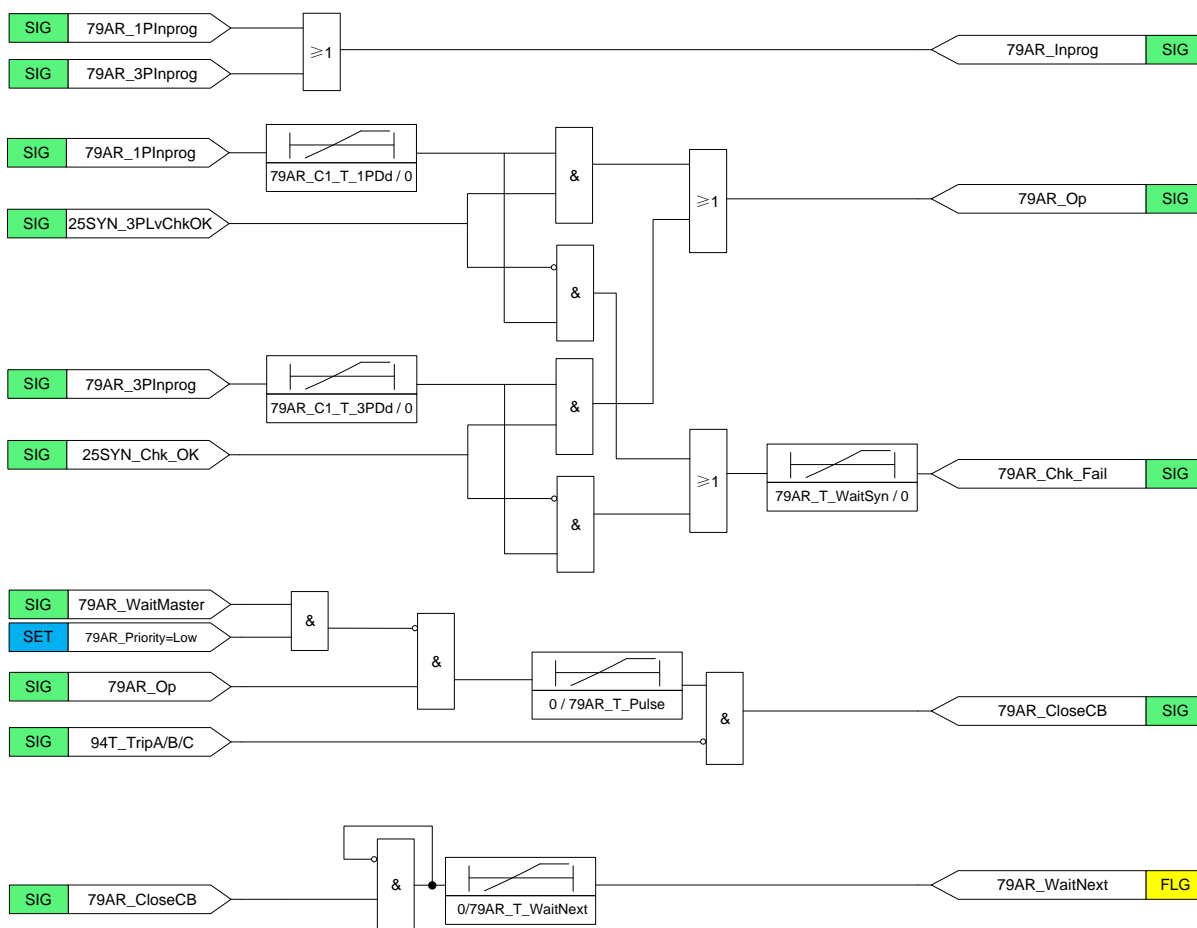 SIG 79AR_1PInprog
≥1
79AR_Inprog SIG
SIG 79AR_3PInprog
SIG 79AR_1PInprog
79AR_C1_T_1PDd / 0
&
≥1
79AR_Op SIG
SIG 25SYN_3PLvChkOK
&
SIG 79AR_3PInprog
79AR_C1_T_3PDd / 0
&
SIG 25SYN_Chk_OK
≥1
79AR_T_WaitSyn / 0
79AR_Chk_Fail SIG
&
SIG 79AR_WaitMaster
&
SET 79AR_Priority=Low
&
SIG 79AR_Op
0 / 79AR_T_Pulse
&
79AR_CloseCB SIG
SIG 94T_TripA/B/C
&
SIG 79AR_CloseCB
0/79AR_T_WaitNext
79AR_WaitNext FLG